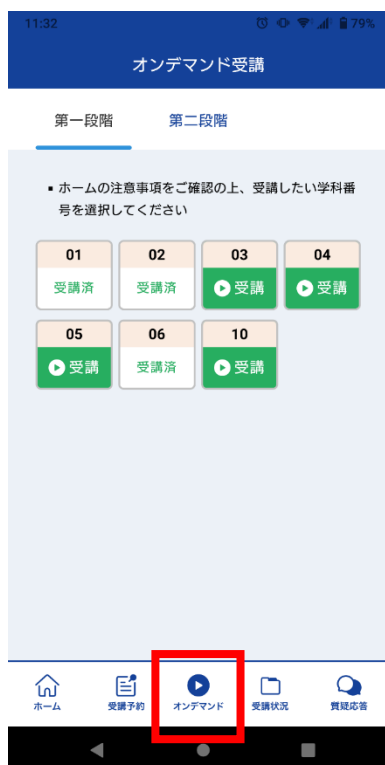 11:32 79%
オンデマンド受講
第一段階 第二段階
▪ ホームの注意事項をご確認の上、受講したい学科番
号を選択してください
01 02 03 04
受講済 受講済 受講 受講
05 06 10
受講 受講済 受講
ホーム 受講予約 オンデマンド 受講状況 質疑応答